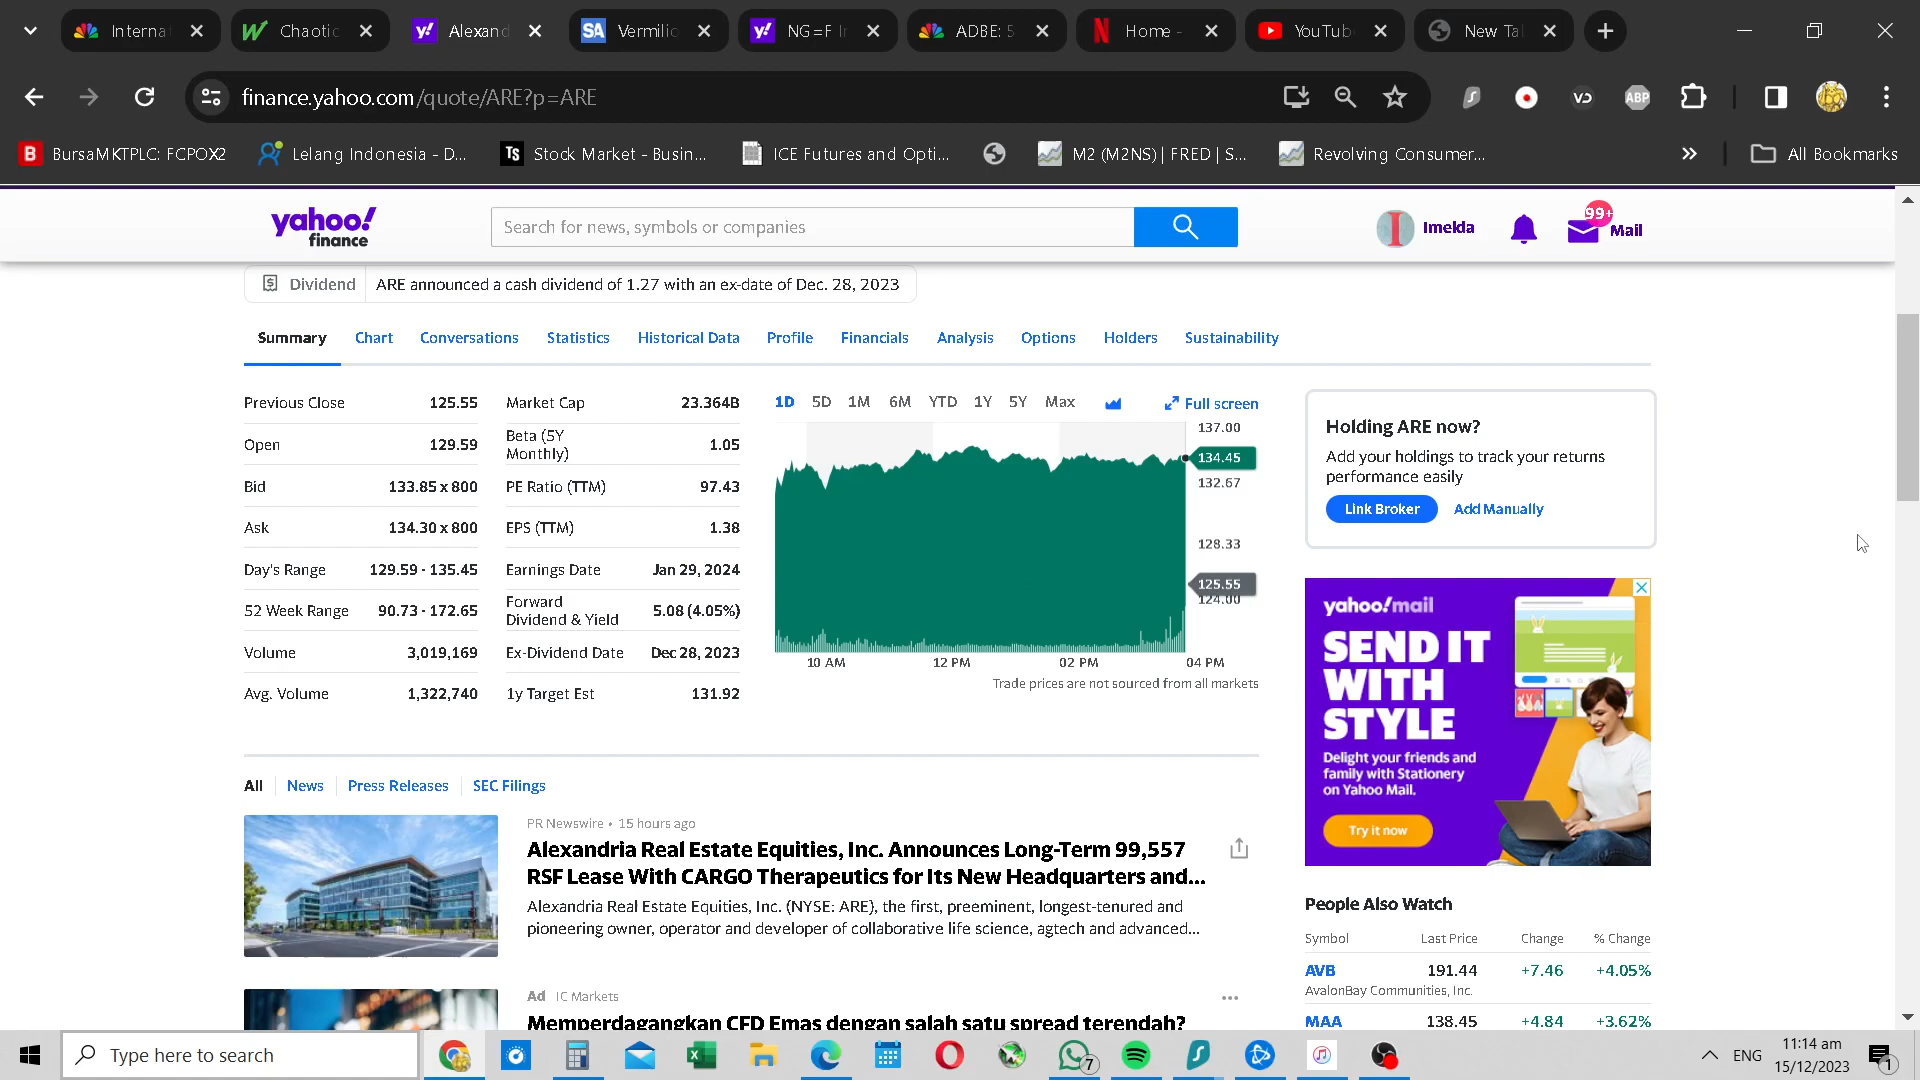 Interna
Chaotic
Alexand
SA
Vermilio
NG=F In
ADBE: 5
Home -
YouTub
New Tal
finance.yahoo.com/quote/ARE?p=ARE
VD
ABP
B BursaMKTPLC: FCPOX2
Lelang Indonesia - D...
Ts Stock Market - Busin...
ICE Futures and Opti...
M2 (M2NS) | FRED | S...
Revolving Consumer...
All Bookmarks
yahoo!
finance
Search for news, symbols or companies
I
Imelda
99+
Mail
Dividend
ARE announced a cash dividend of 1.27 with an ex-date of Dec. 28, 2023
Summary Chart Conversations Statistics Historical Data Profile Financials Analysis Options Holders Sustainability
Previous Close 125.55
Open 129.59
Bid 133.85 x 800
Ask 134.30 x 800
Day's Range 129.59 - 135.45
52 Week Range 90.73 - 172.65
Volume 3,019,169
Avg. Volume 1,322,740
Market Cap 23.364B
Beta (5Y
Monthly) 1.05
PE Ratio (TTM) 97.43
EPS (TTM) 1.38
Earnings Date Jan 29, 2024
Forward
Dividend & Yield 5.08 (4.05%)
Ex-Dividend Date Dec 28, 2023
1y Target Est 131.92
1D 5D 1M 6M YTD 1Y 5Y Max
Full screen
137.00
134.45
132.67
128.33
125.55
124.00
10 AM 12 PM 02 PM 04 PM
Trade prices are not sourced from all markets
Holding ARE now?
Add your holdings to track your returns
performance easily
Link Broker Add Manually
yahoo!mail
SEND IT
WITH
STYLE
Delight your friends and
family with Stationery
on Yahoo Mail.
Try it now
All News Press Releases SEC Filings
PR Newswire • 15 hours ago
Alexandria Real Estate Equities, Inc. Announces Long-Term 99,557
RSF Lease With CARGO Therapeutics for Its New Headquarters and...
Alexandria Real Estate Equities, Inc. (NYSE: ARE), the first, preeminent, longest-tenured and
pioneering owner, operator and developer of collaborative life science, agtech and advanced...
Ad IC Markets
Memperdagangkan CFD Emas dengan salah satu spread terendah?
People Also Watch
Symbol Last Price Change % Change
AVB 191.44 +7.46 +4.05%
AvalonBay Communities, Inc.
MAA 138.45 +4.84 +3.62%
Type here to search
7
ENG
11:14 am
15/12/2023
1